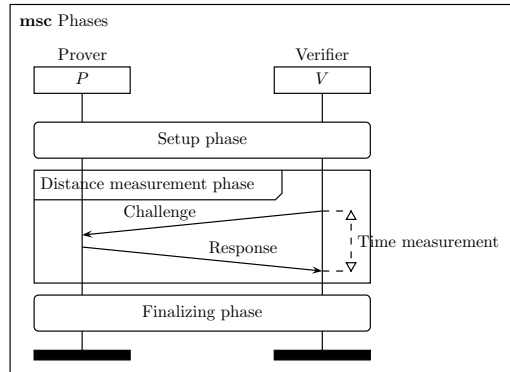 msc Phases
Prover
Verifier
P
V
Setup phase
Distance measurement phase
Challenge
Response
Time measurement
Finalizing phase